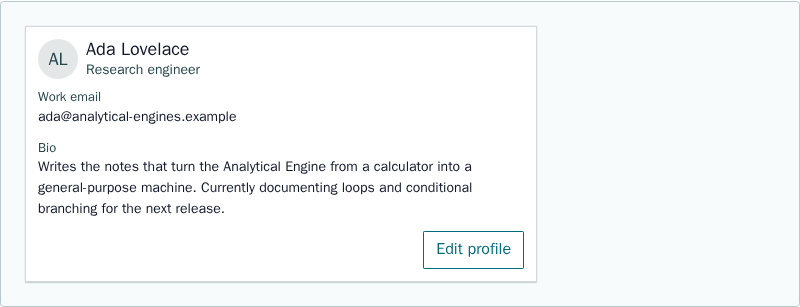 AL
Ada Lovelace
Research engineer
Work email
ada@analytical-engines.example
Bio
Writes the notes that turn the Analytical Engine from a calculator into a
general-purpose machine. Currently documenting loops and conditional
branching for the next release.
Edit profile